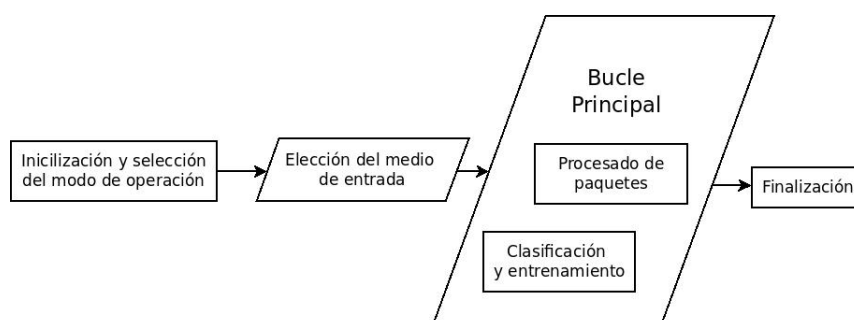 Inicilización y selección
del modo de operación
Elección del medio
de entrada
Bucle
Principal
Procesado de
paquetes
Clasificación
y entrenamiento
Finalización